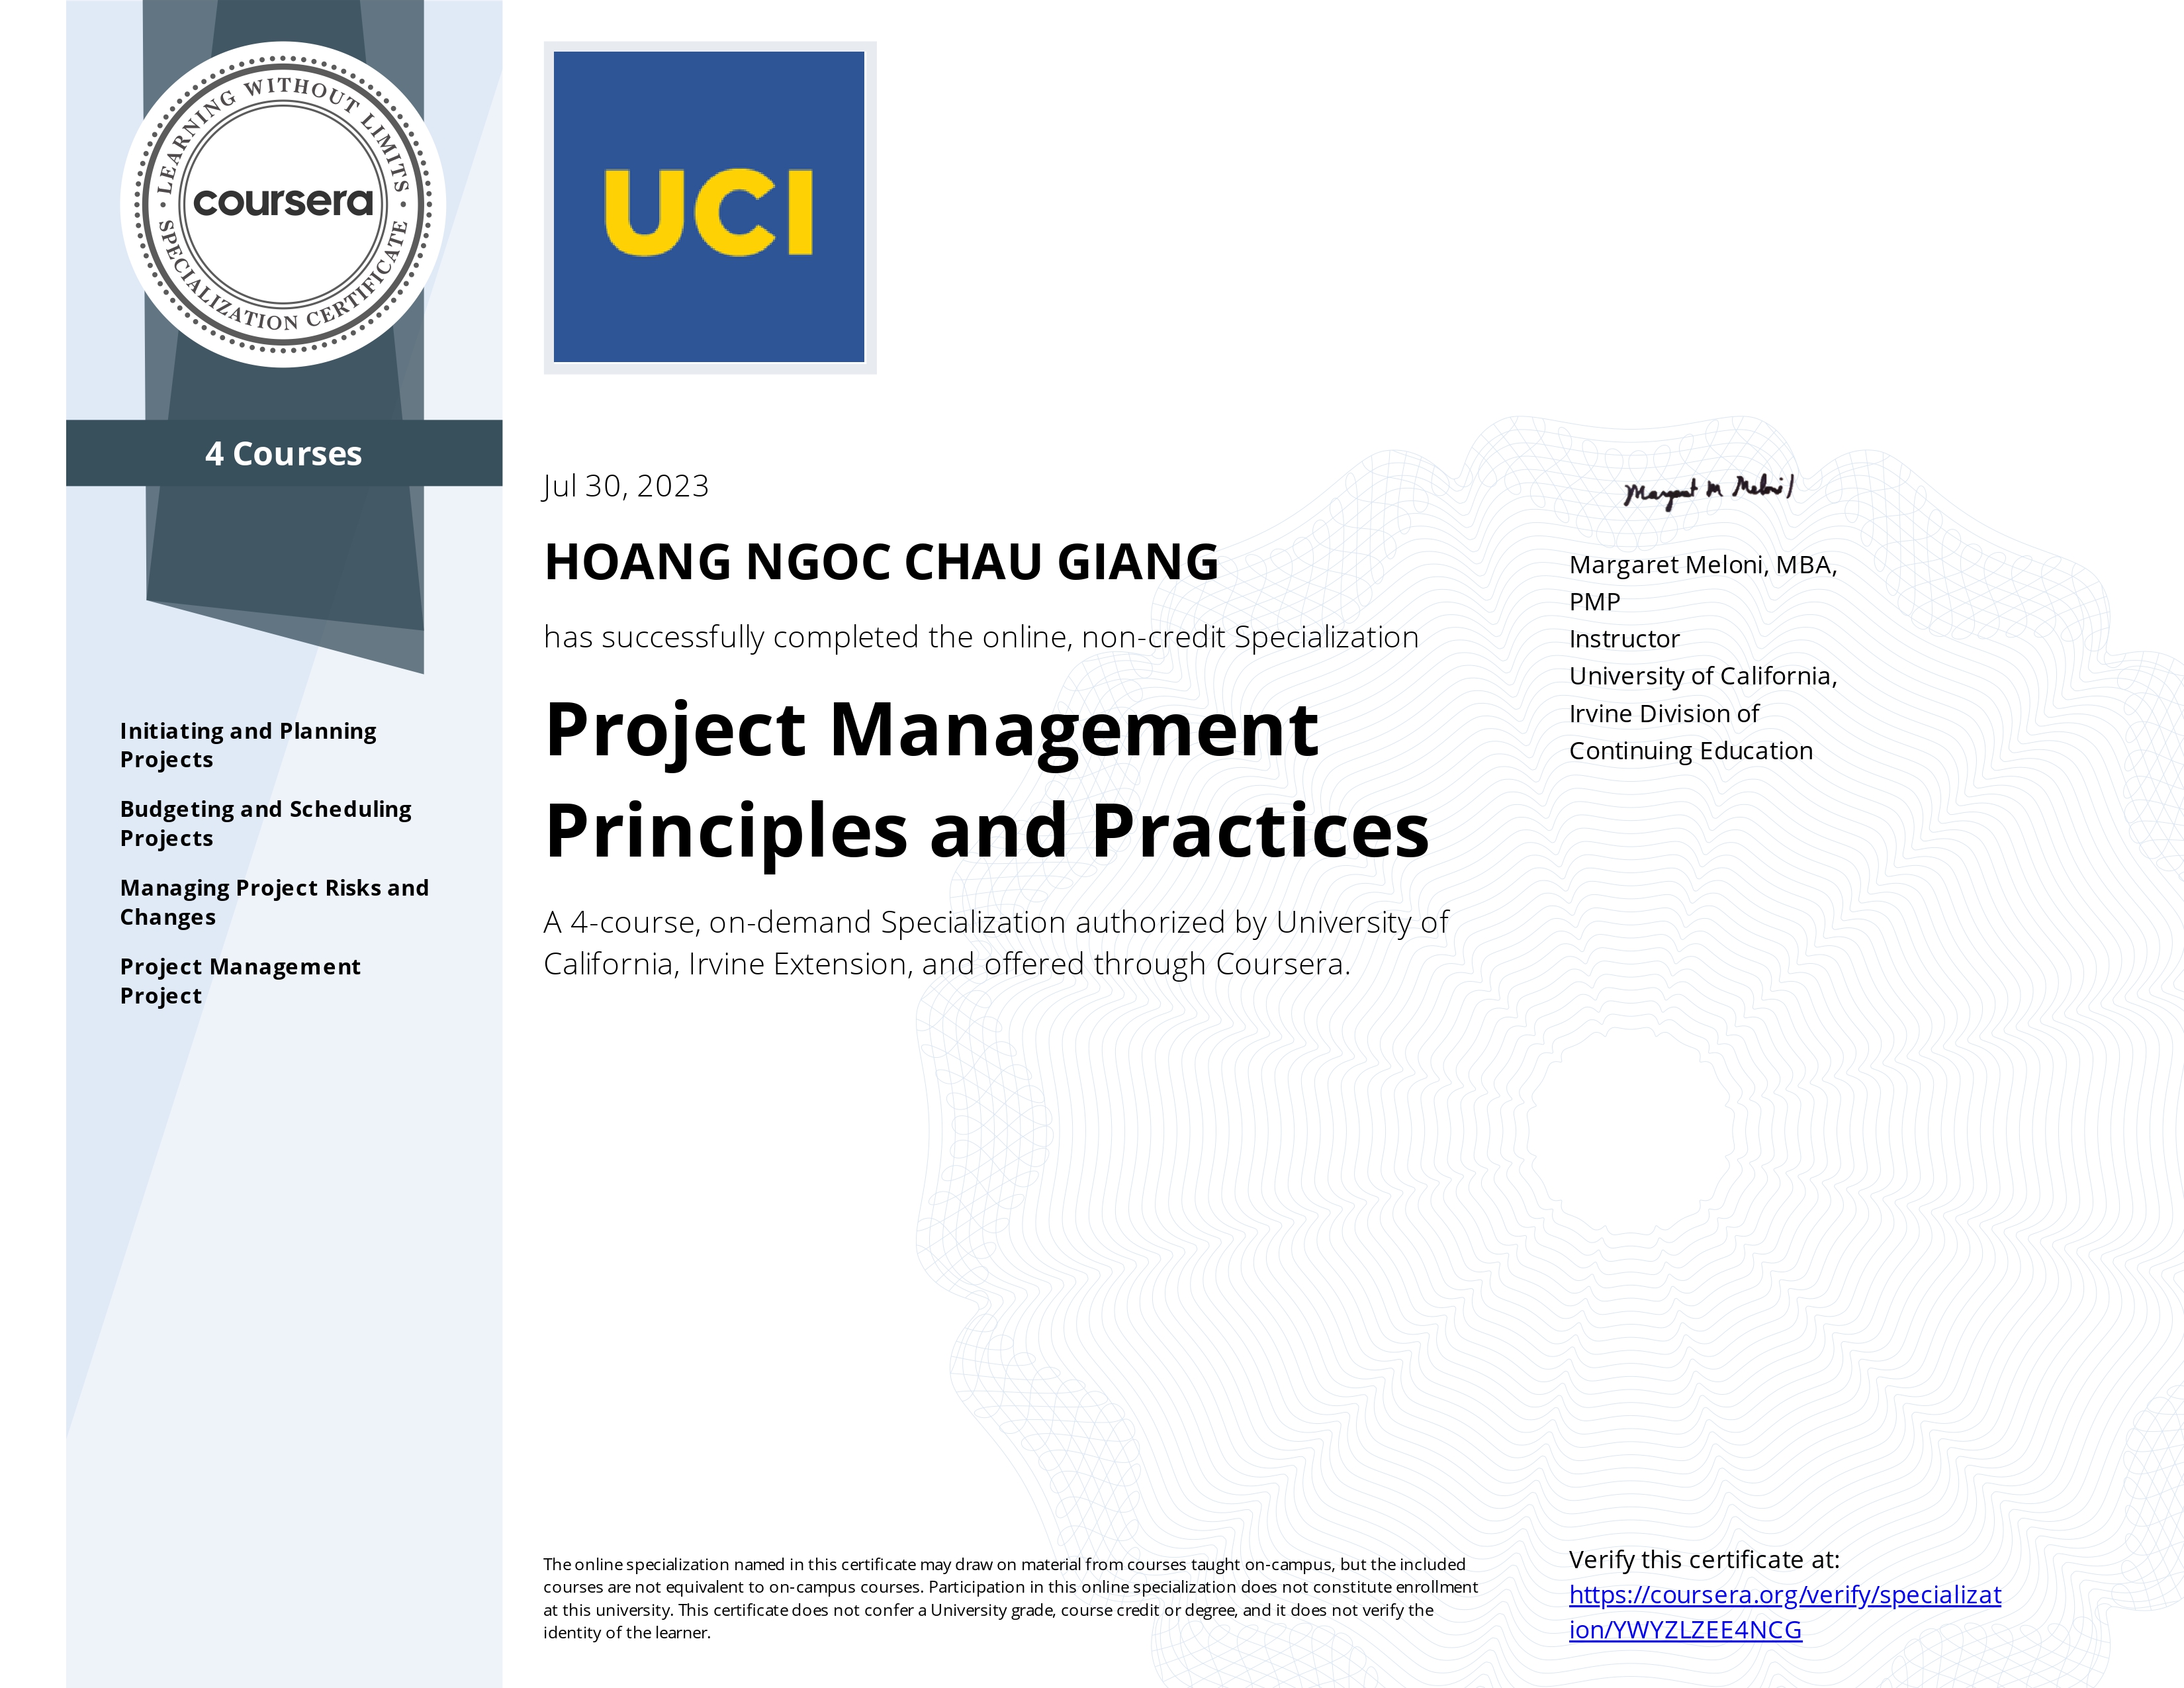 LEARNING WITHOUT LIMITS
coursera
SPECIALIZATION CERTIFICATE
4 Courses
Initiating and Planning
Projects
Budgeting and Scheduling
Projects
Managing Project Risks and
Changes
Project Management
Project
UCI
Jul 30, 2023
HOANG NGOC CHAU GIANG
has successfully completed the online, non-credit Specialization
Project Management
Principles and Practices
A 4-course, on-demand Specialization authorized by University of
California, Irvine Extension, and offered through Coursera.
Margaret M Meloni
Margaret Meloni, MBA,
PMP
Instructor
University of California,
Irvine Division of
Continuing Education
The online specialization named in this certificate may draw on material from courses taught on-campus, but the included
courses are not equivalent to on-campus courses. Participation in this online specialization does not constitute enrollment
at this university. This certificate does not confer a University grade, course credit or degree, and it does not verify the
identity of the learner.
Verify this certificate at:
https://coursera.org/verify/specializat
ion/YWYZLZEE4NCG